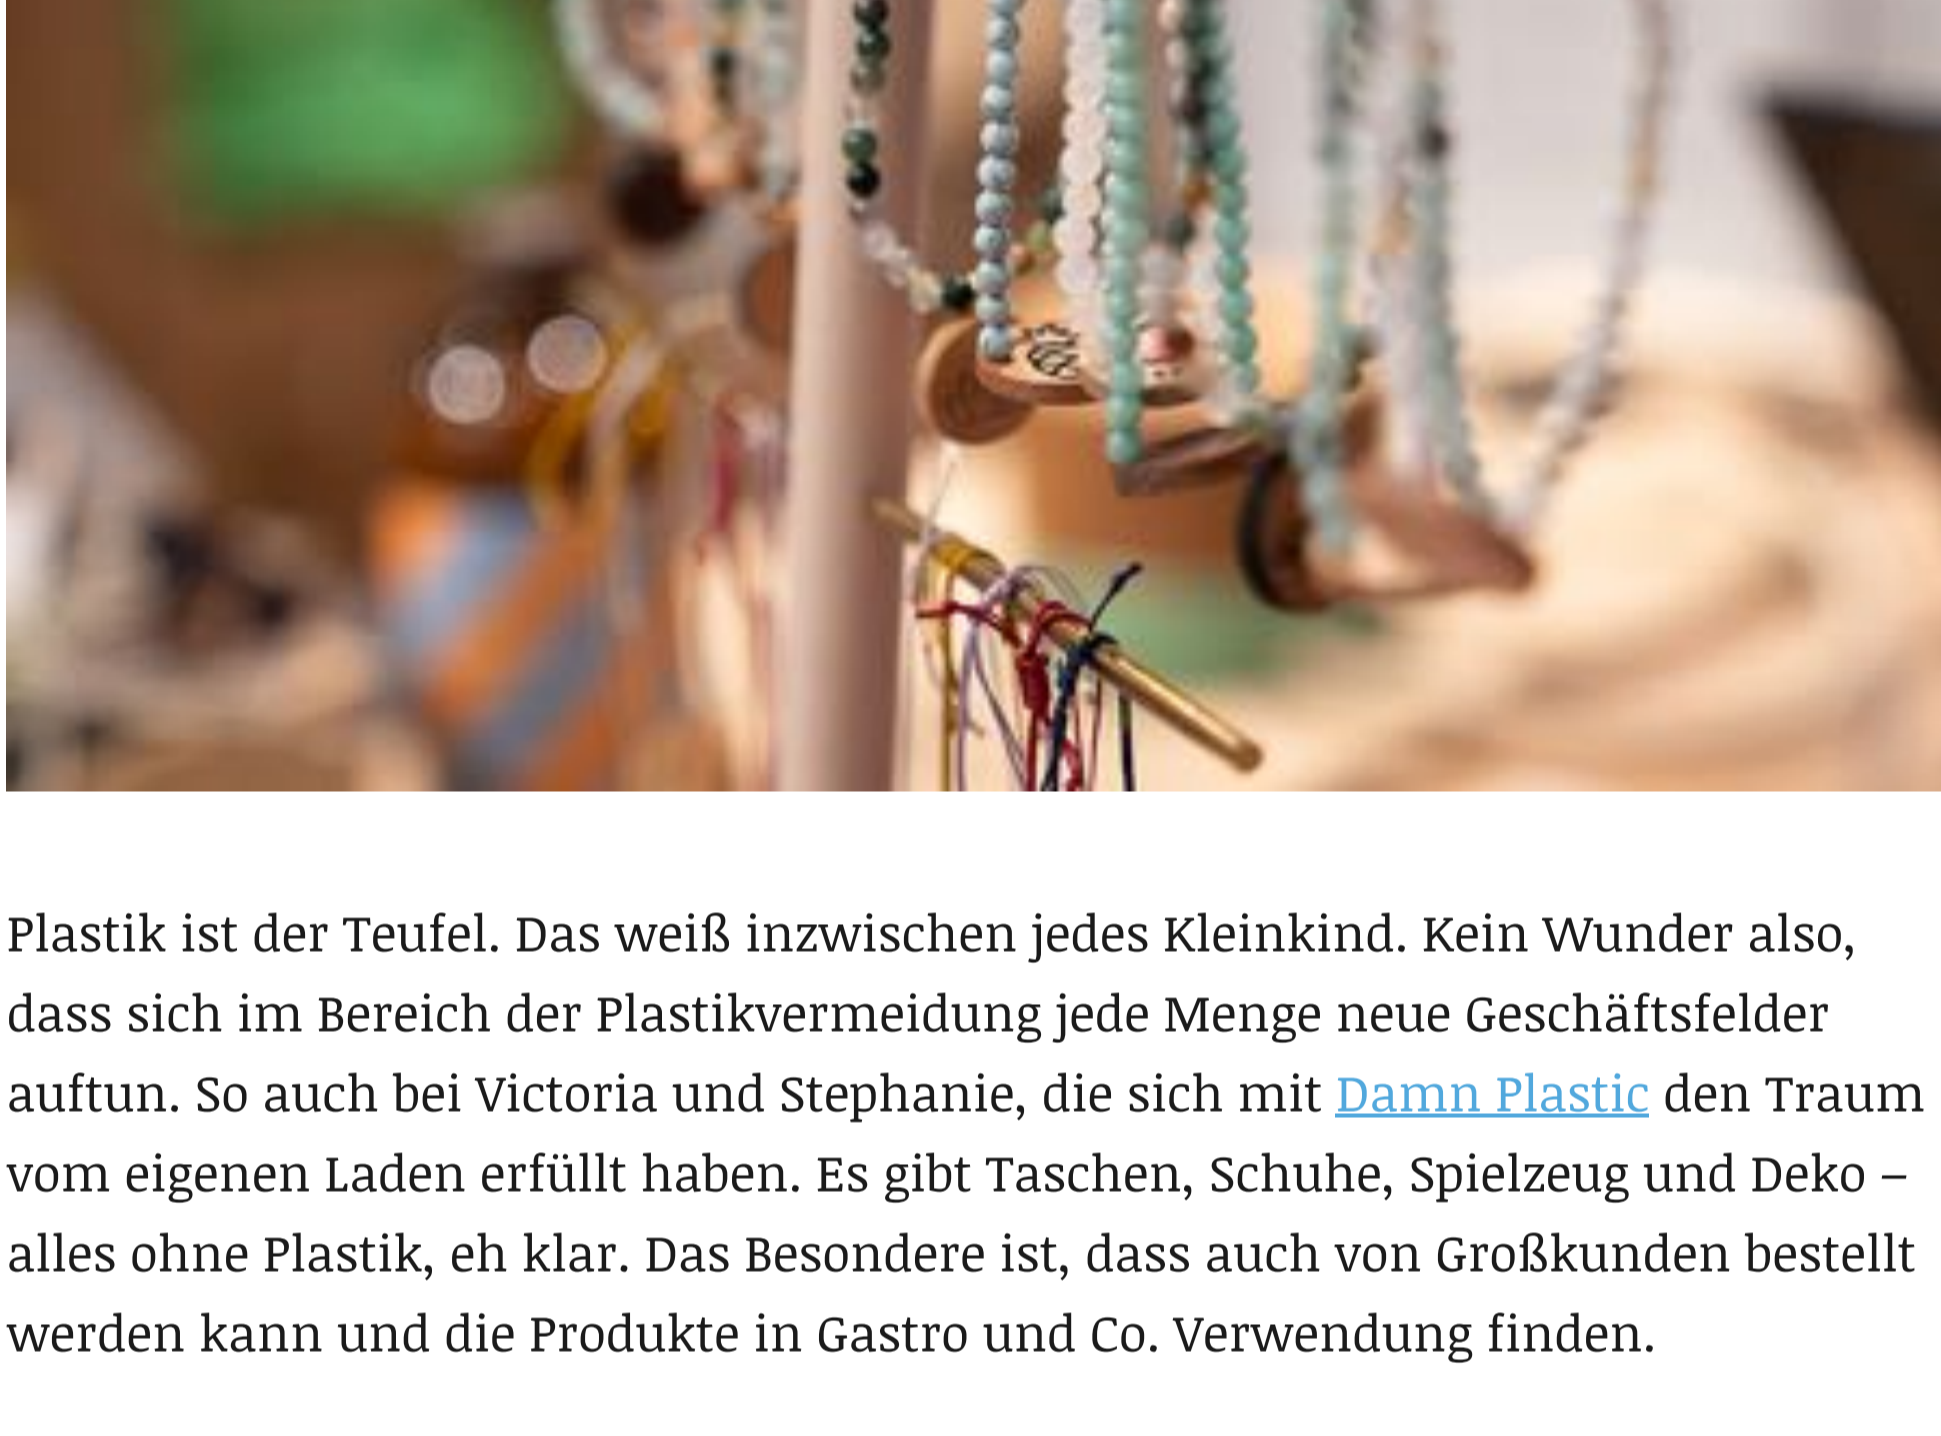 Plastik ist der Teufel. Das weiß inzwischen jedes Kleinkind. Kein Wunder also,
dass sich im Bereich der Plastikvermeidung jede Menge neue Geschäftsfelder
auftun. So auch bei Victoria und Stephanie, die sich mit Damn Plastic den Traum
vom eigenen Laden erfüllt haben. Es gibt Taschen, Schuhe, Spielzeug und Deko –
alles ohne Plastik, eh klar. Das Besondere ist, dass auch von Großkunden bestellt
werden kann und die Produkte in Gastro und Co. Verwendung finden.